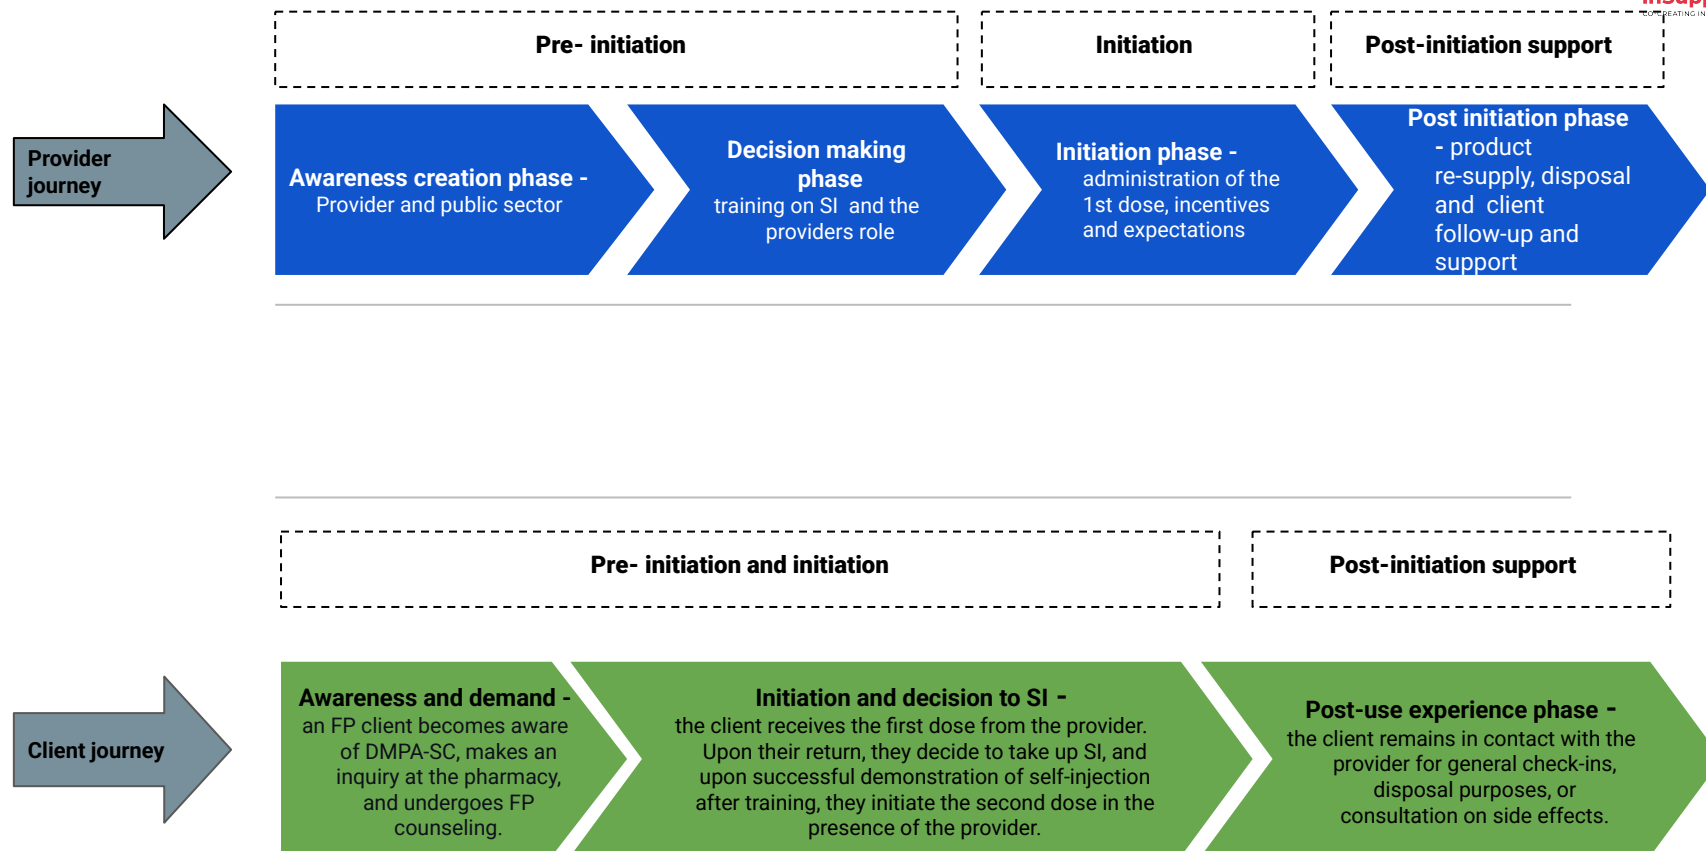 Pre- initiation
Initiation
Post-initiation support
Provider
journey
Awareness creation phase -
Provider and public sector
Decision making
phase
training on SI and the
providers role
Initiation phase -
administration of the
1st dose, incentives
and expectations
Post initiation phase
- product
re-supply, disposal
and client
follow-up and
support
Pre- initiation and initiation
Post-initiation support
Client journey
Awareness and demand -
an FP client becomes aware
of DMPA-SC, makes an
inquiry at the pharmacy,
and undergoes FP
counseling.
Initiation and decision to SI -
the client receives the first dose from the provider.
Upon their return, they decide to take up SI, and
upon successful demonstration of self-injection
after training, they initiate the second dose in the
presence of the provider.
Post-use experience phase -
the client remains in contact with the
provider for general check-ins,
disposal purposes, or
consultation on side effects.